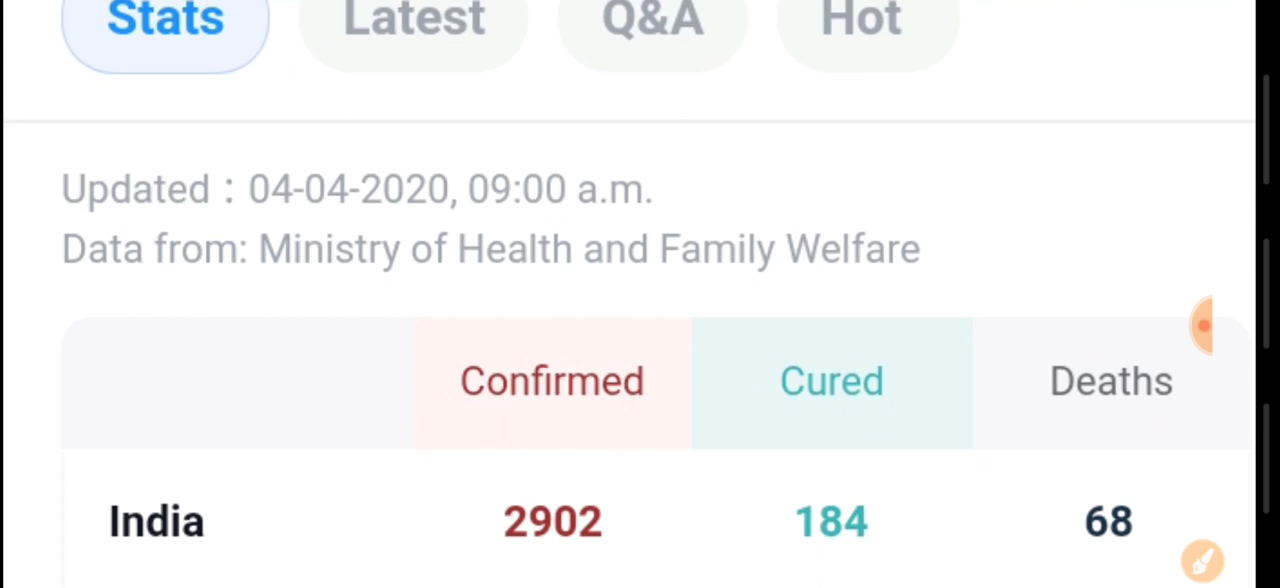 Stats Latest Q&A Hot
Updated : 04-04-2020, 09:00 a.m.
Data from: Ministry of Health and Family Welfare
Confirmed Cured Deaths
India 2902 184 68